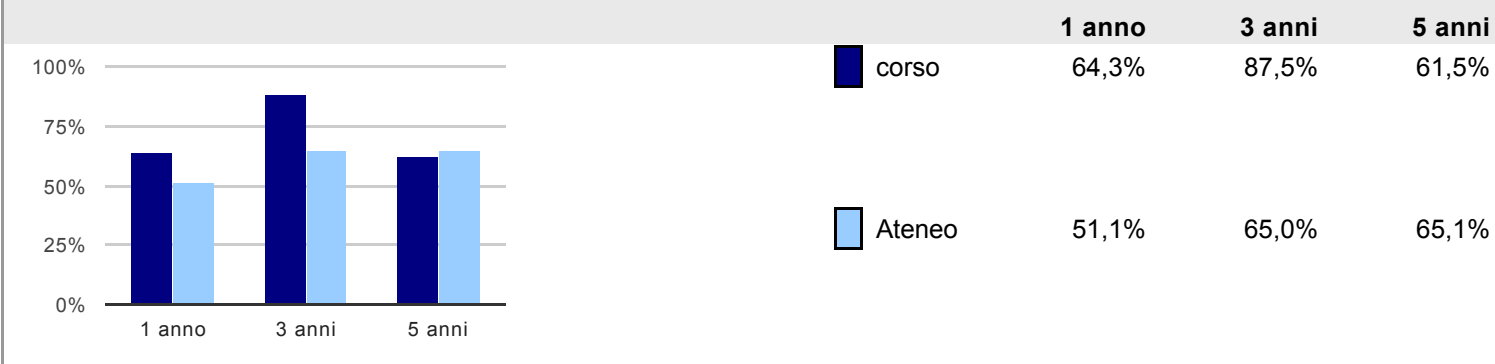 1 anno 3 anni 5 anni
100%
75%
50%
25%
0%
1 anno 3 anni 5 anni
corso 64,3% 87,5% 61,5%
Ateneo 51,1% 65,0% 65,1%